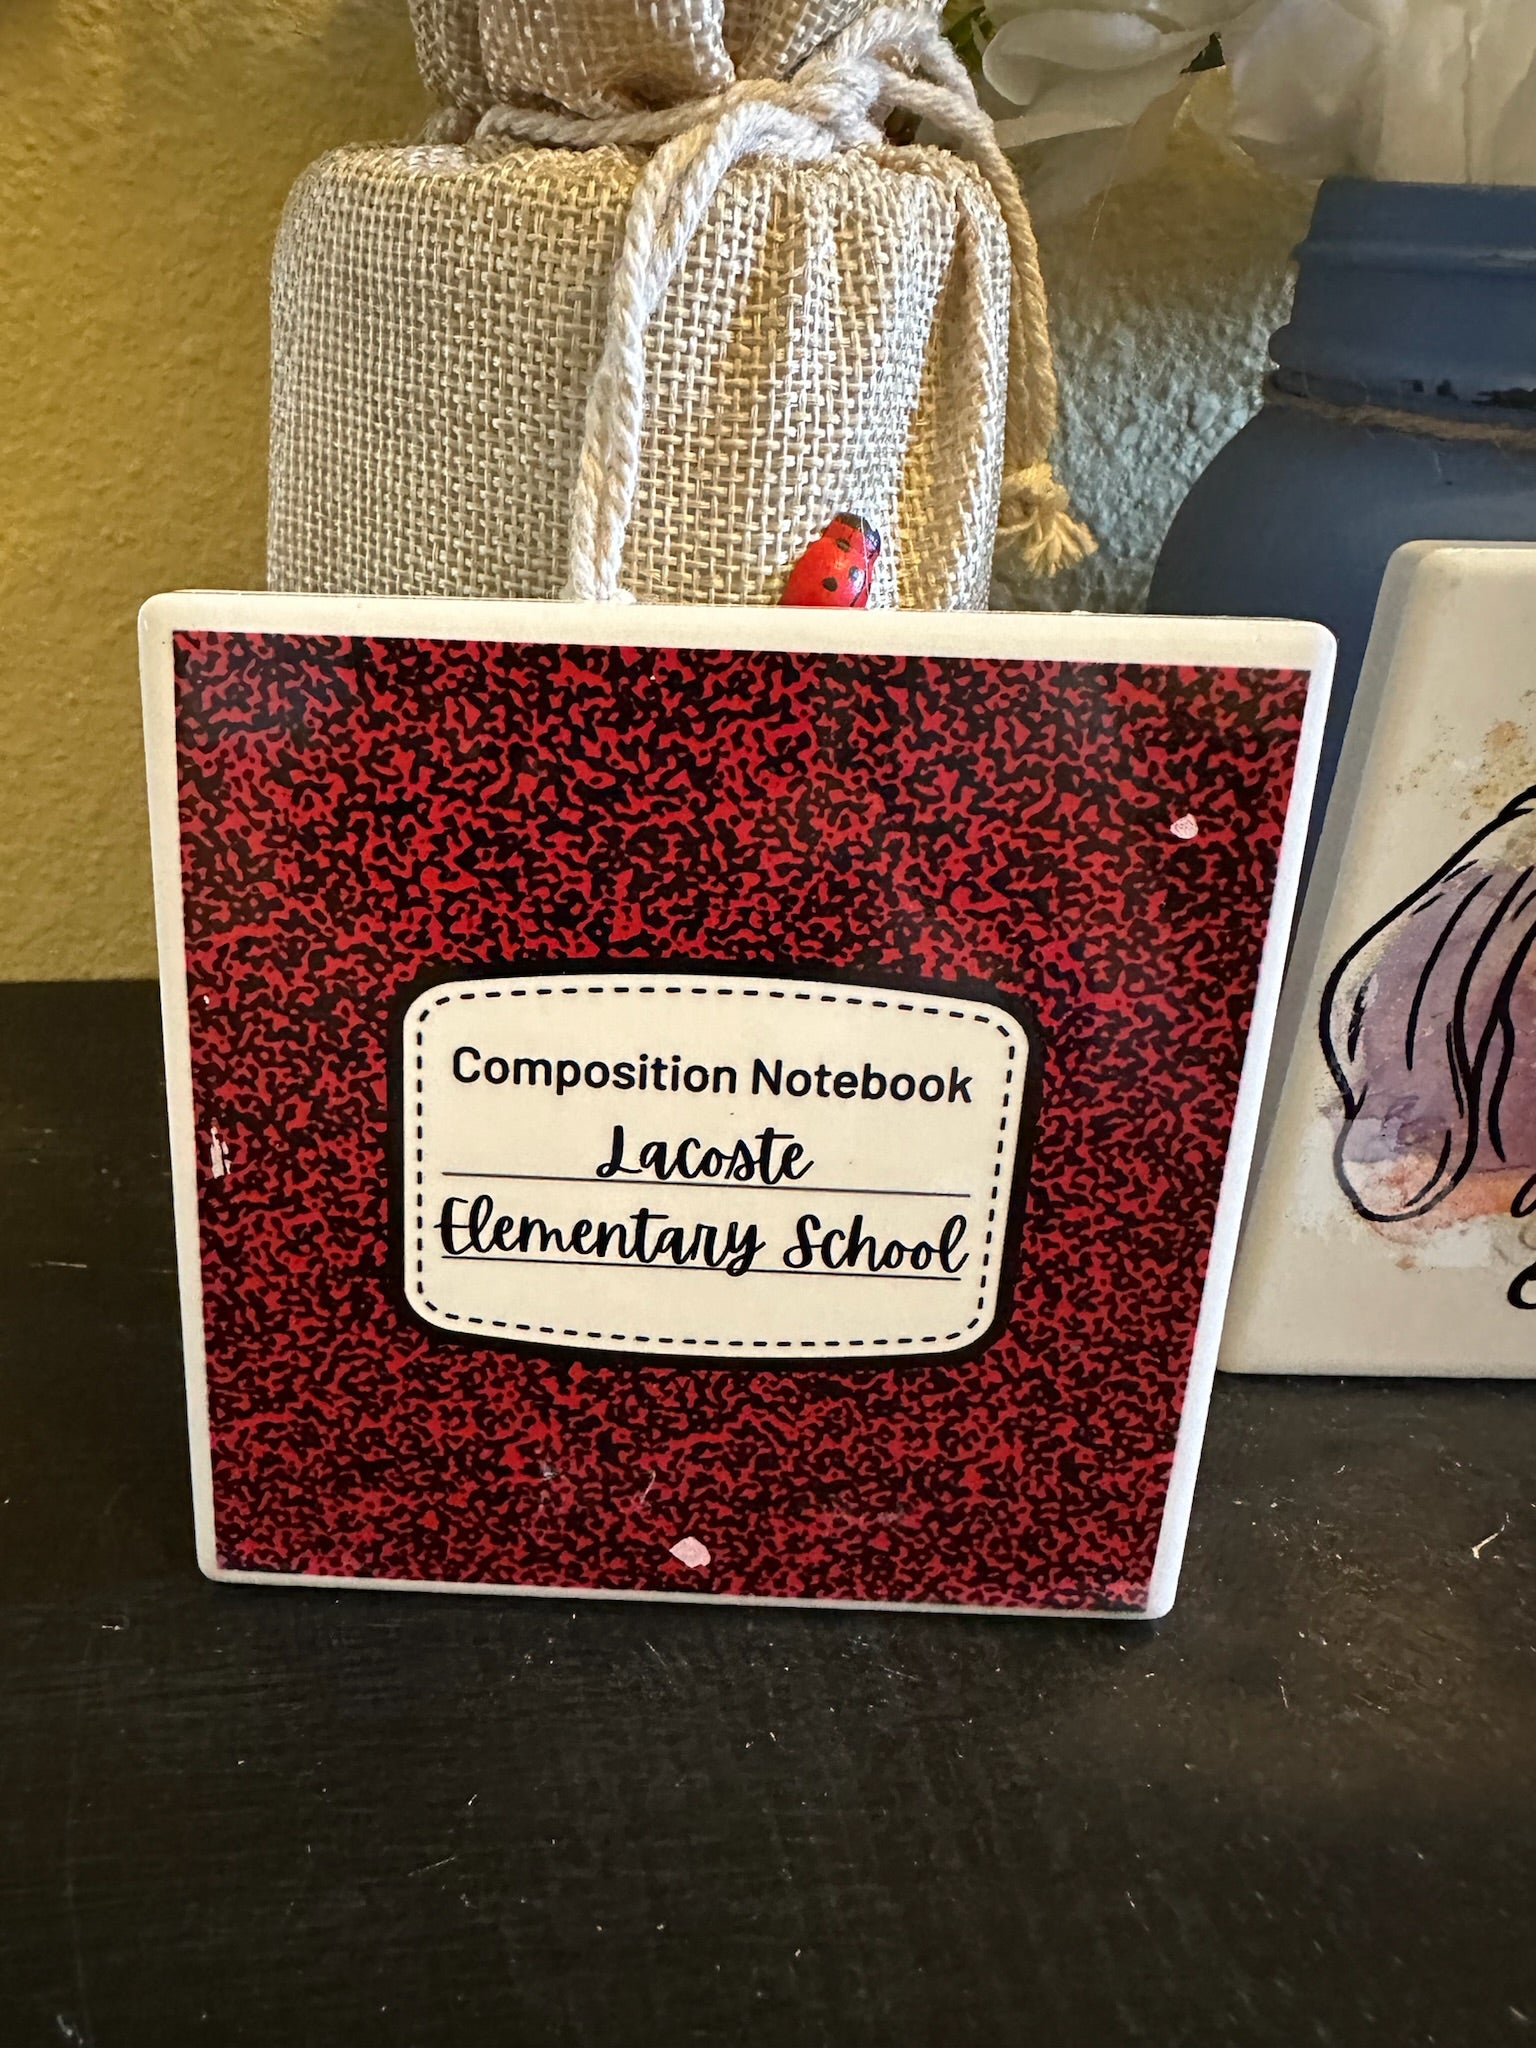 Composition Notebook
Lacoste
Elementary School